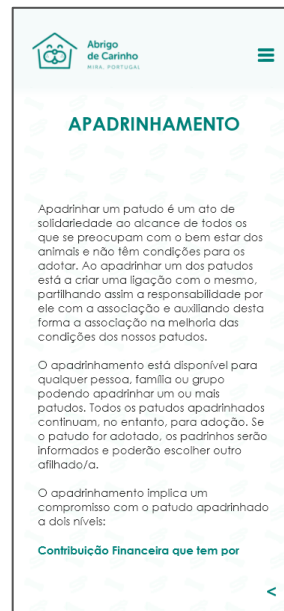 Abrigo
de Carinho
MIRA, PORTUGAL
APADRINHAMENTO
Apadrinhar um patudo é um ato de
solidariedade ao alcance de todos os
que se preocupam com o bem estar dos
animais e não têm condições para os
adotar. Ao apadrinhar um dos patudos
está a criar uma ligação com o mesmo,
partilhando assim a responsabilidade por
ele com a associação e auxiliando desta
forma a associação na melhoria das
condições dos nossos patudos.
O apadrinhamento está disponível para
qualquer pessoa, família ou grupo
podendo apadrinhar um ou mais
patudos. Todos os patudos apadrinhados
continuam, no entanto, para adoção. Se
o patudo for adotado, os padrinhos serão
informados e poderão escolher outro
afilhado/a.
O apadrinhamento implica um
compromisso com o patudo apadrinhado
a dois níveis:
Contribuição Financeira que tem por
<